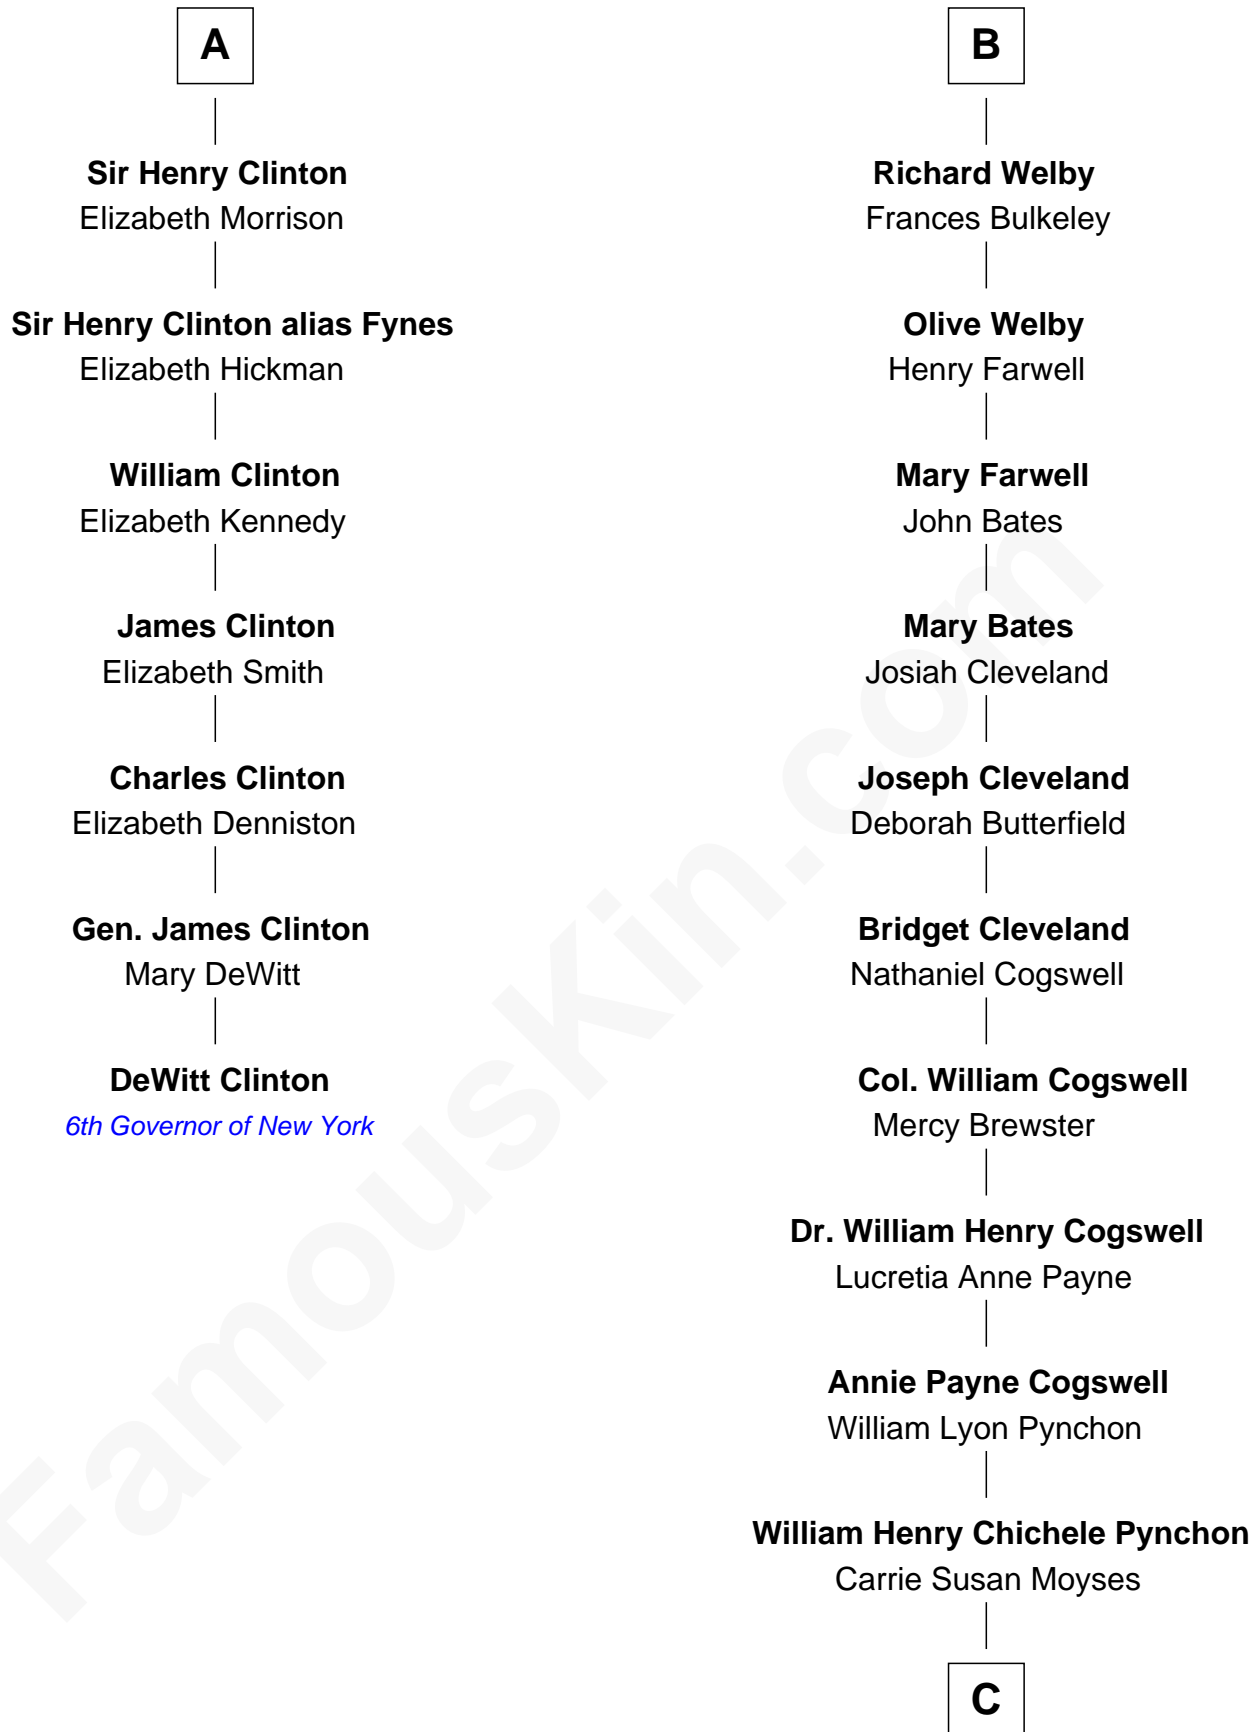 A
Sir Henry Clinton
Elizabeth Morrison
Sir Henry Clinton alias Fynes
Elizabeth Hickman
William Clinton
Elizabeth Kennedy
James Clinton
Elizabeth Smith
Charles Clinton
Elizabeth Denniston
Gen. James Clinton
Mary DeWitt
DeWitt Clinton
6th Governor of New York
B
Richard Welby
Frances Bulkeley
Olive Welby
Henry Farwell
Mary Farwell
John Bates
Mary Bates
Josiah Cleveland
Joseph Cleveland
Deborah Butterfield
Bridget Cleveland
Nathaniel Cogswell
Col. William Cogswell
Mercy Brewster
Dr. William Henry Cogswell
Lucretia Anne Payne
Annie Payne Cogswell
William Lyon Pynchon
William Henry Chichele Pynchon
Carrie Susan Moyses
C
FamousKin.com